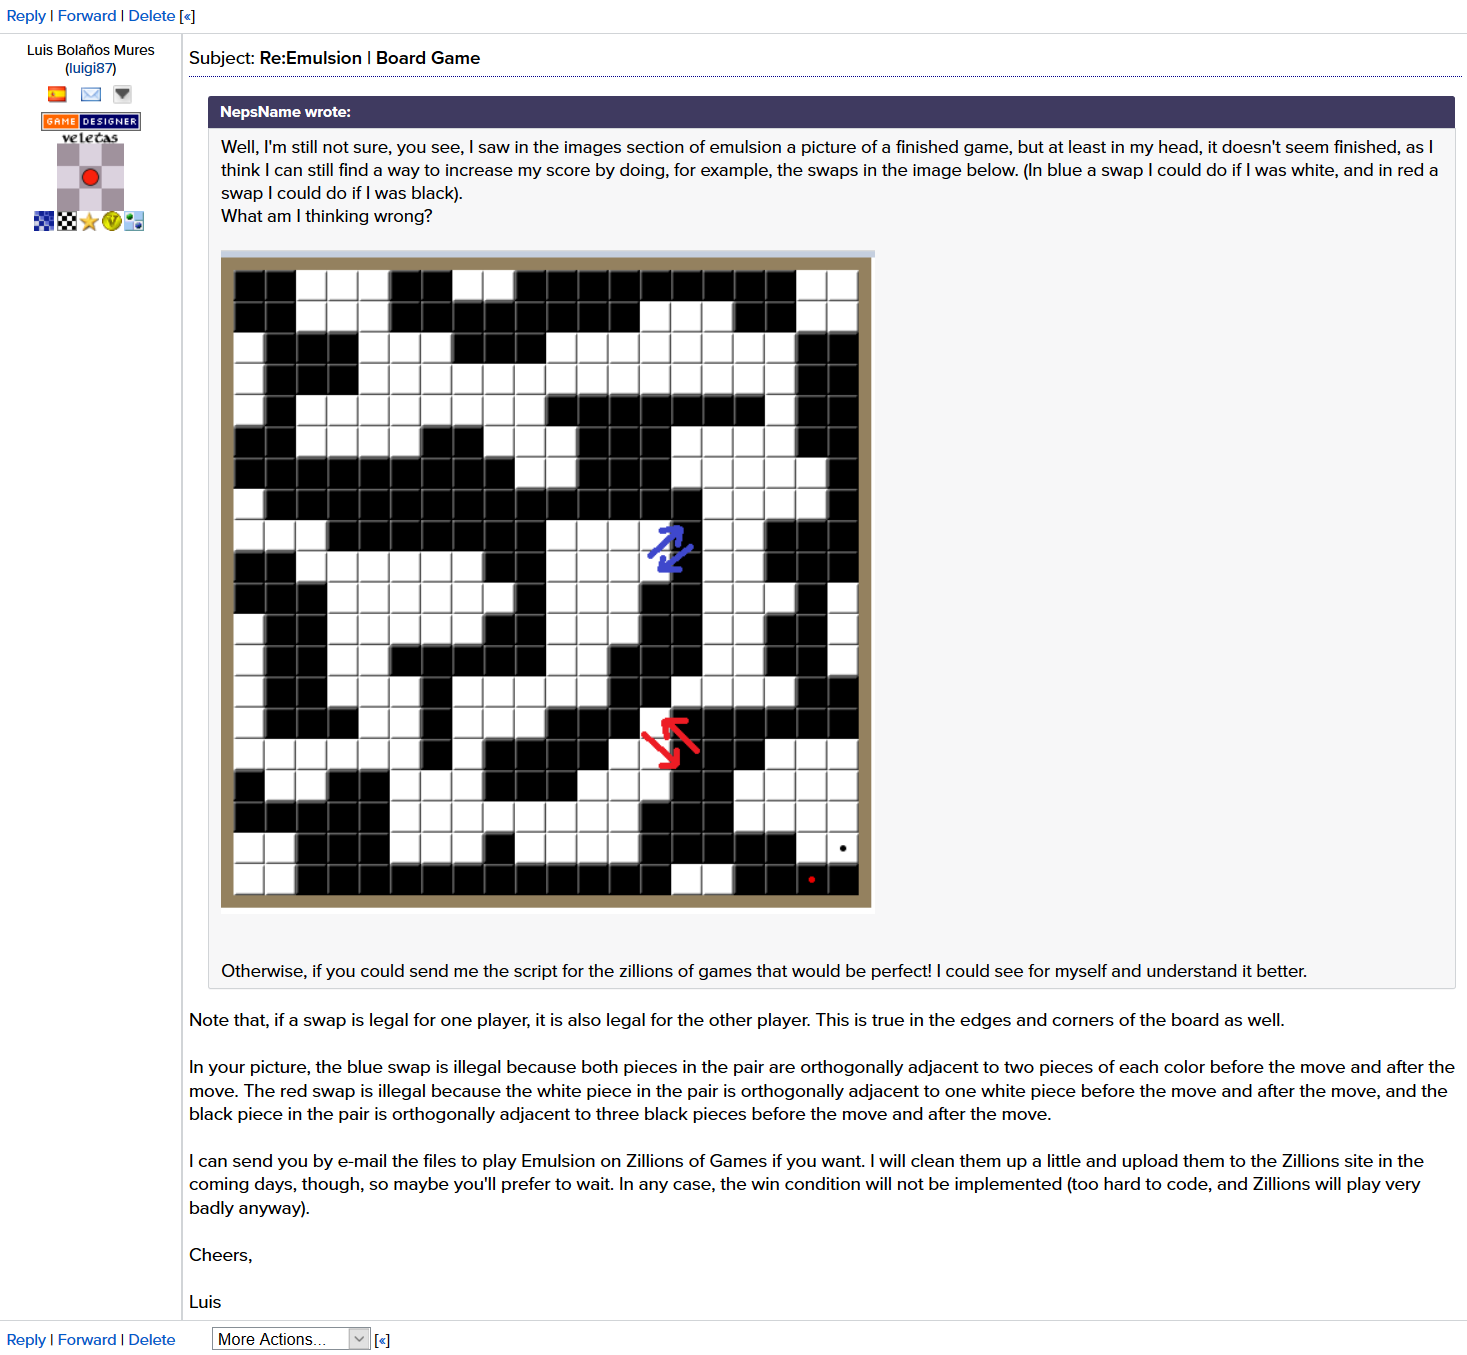 Reply | Forward | Delete [«]
Luis Bolaños Mures
(luigi87)
GAME DESIGNER
veletas
Subject: Re:Emulsion | Board Game
NepsName wrote:
Well, I'm still not sure, you see, I saw in the images section of emulsion a picture of a finished game, but at least in my head, it doesn't seem finished, as I
think I can still find a way to increase my score by doing, for example, the swaps in the image below. (In blue a swap I could do if I was white, and in red a
swap I could do if I was black).
What am I thinking wrong?
Otherwise, if you could send me the script for the zillions of games that would be perfect! I could see for myself and understand it better.
Note that, if a swap is legal for one player, it is also legal for the other player. This is true in the edges and corners of the board as well.
In your picture, the blue swap is illegal because both pieces in the pair are orthogonally adjacent to two pieces of each color before the move and after the
move. The red swap is illegal because the white piece in the pair is orthogonally adjacent to one white piece before the move and after the move, and the
black piece in the pair is orthogonally adjacent to three black pieces before the move and after the move.
I can send you by e-mail the files to play Emulsion on Zillions of Games if you want. I will clean them up a little and upload them to the Zillions site in the
coming days, though, so maybe you'll prefer to wait. In any case, the win condition will not be implemented (too hard to code, and Zillions will play very
badly anyway).
Cheers,
Luis
Reply | Forward | Delete More Actions... [«]